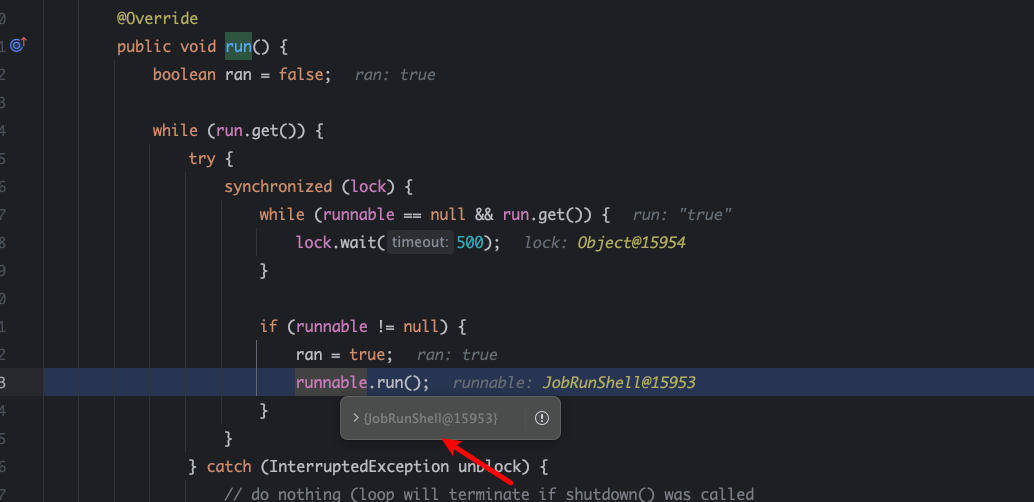 0 @Override
1 public void run() {
2 boolean ran = false; ran: true
3
4 while (run.get()) {
5 try {
6 synchronized (lock) {
7 while (runnable == null && run.get()) { run: "true"
8 lock.wait( timeout: 500); lock: Object@15954
9 }
0
1 if (runnable != null) {
2 ran = true; ran: true
3 runnable.run(); runnable: JobRunShell@15953
4 }
{JobRunShell@15953}
5 }
6 } catch (InterruptedException unblock) {
7 // do nothing (loop will terminate if shutdown() was called